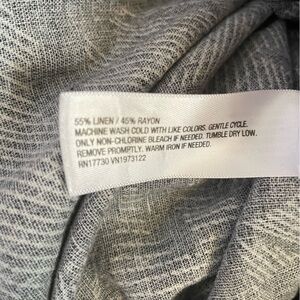 55% LINEN / 45% RAYON
MACHINE WASH COLD WITH LIKE COLORS. GENTLE CYCLE.
ONLY NON-CHLORINE BLEACH IF NEEDED. TUMBLE DRY LOW.
REMOVE PROMPTLY. WARM IRON IF NEEDED.
RN17730 VN1973122